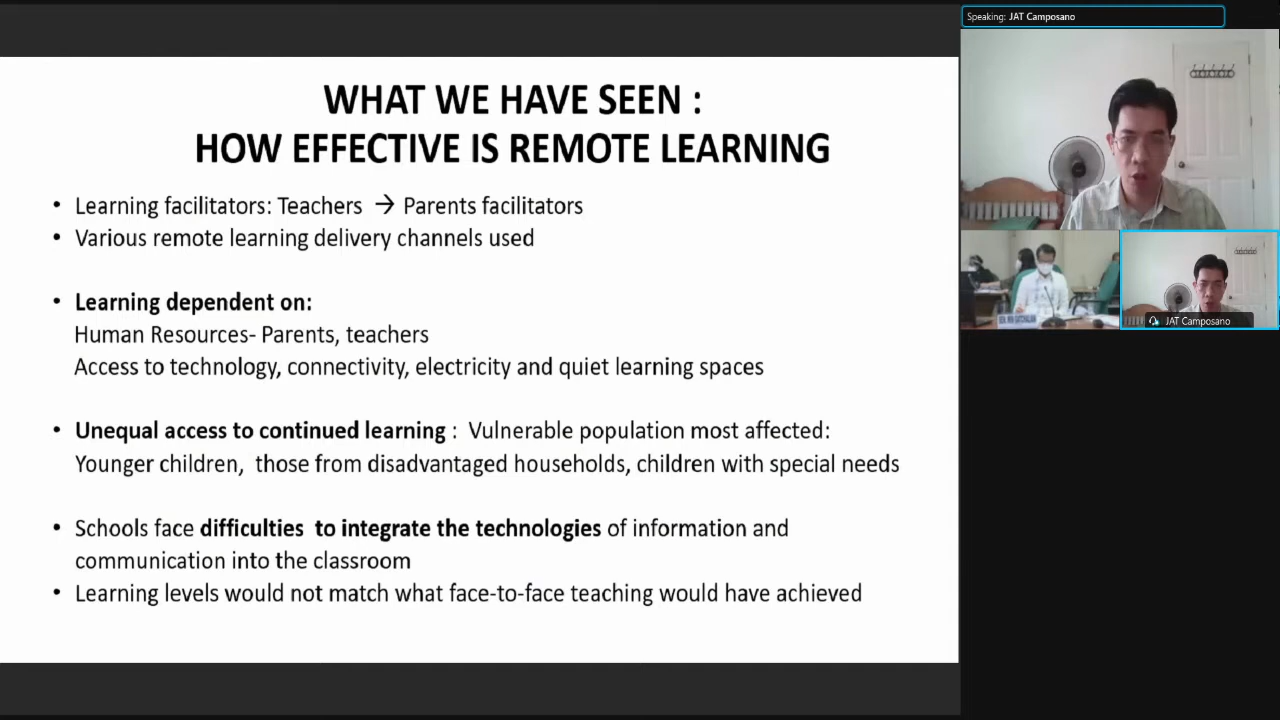 Speaking: JAT Camposano
WHAT WE HAVE SEEN :
HOW EFFECTIVE IS REMOTE LEARNING
• Learning facilitators: Teachers → Parents facilitators
• Various remote learning delivery channels used
• Learning dependent on:
Human Resources- Parents, teachers
Access to technology, connectivity, electricity and quiet learning spaces
• Unequal access to continued learning : Vulnerable population most affected:
Younger children, those from disadvantaged households, children with special needs
• Schools face difficulties to integrate the technologies of information and
communication into the classroom
• Learning levels would not match what face-to-face teaching would have achieved
JAT Camposano